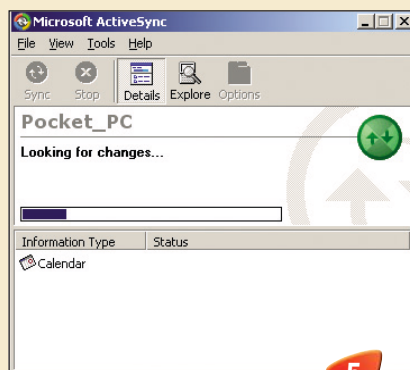 Microsoft ActiveSync
File View Tools Help
Sync Stop Details Explore Options
Pocket_PC
Looking for changes...
Information Type Status
Calendar
5